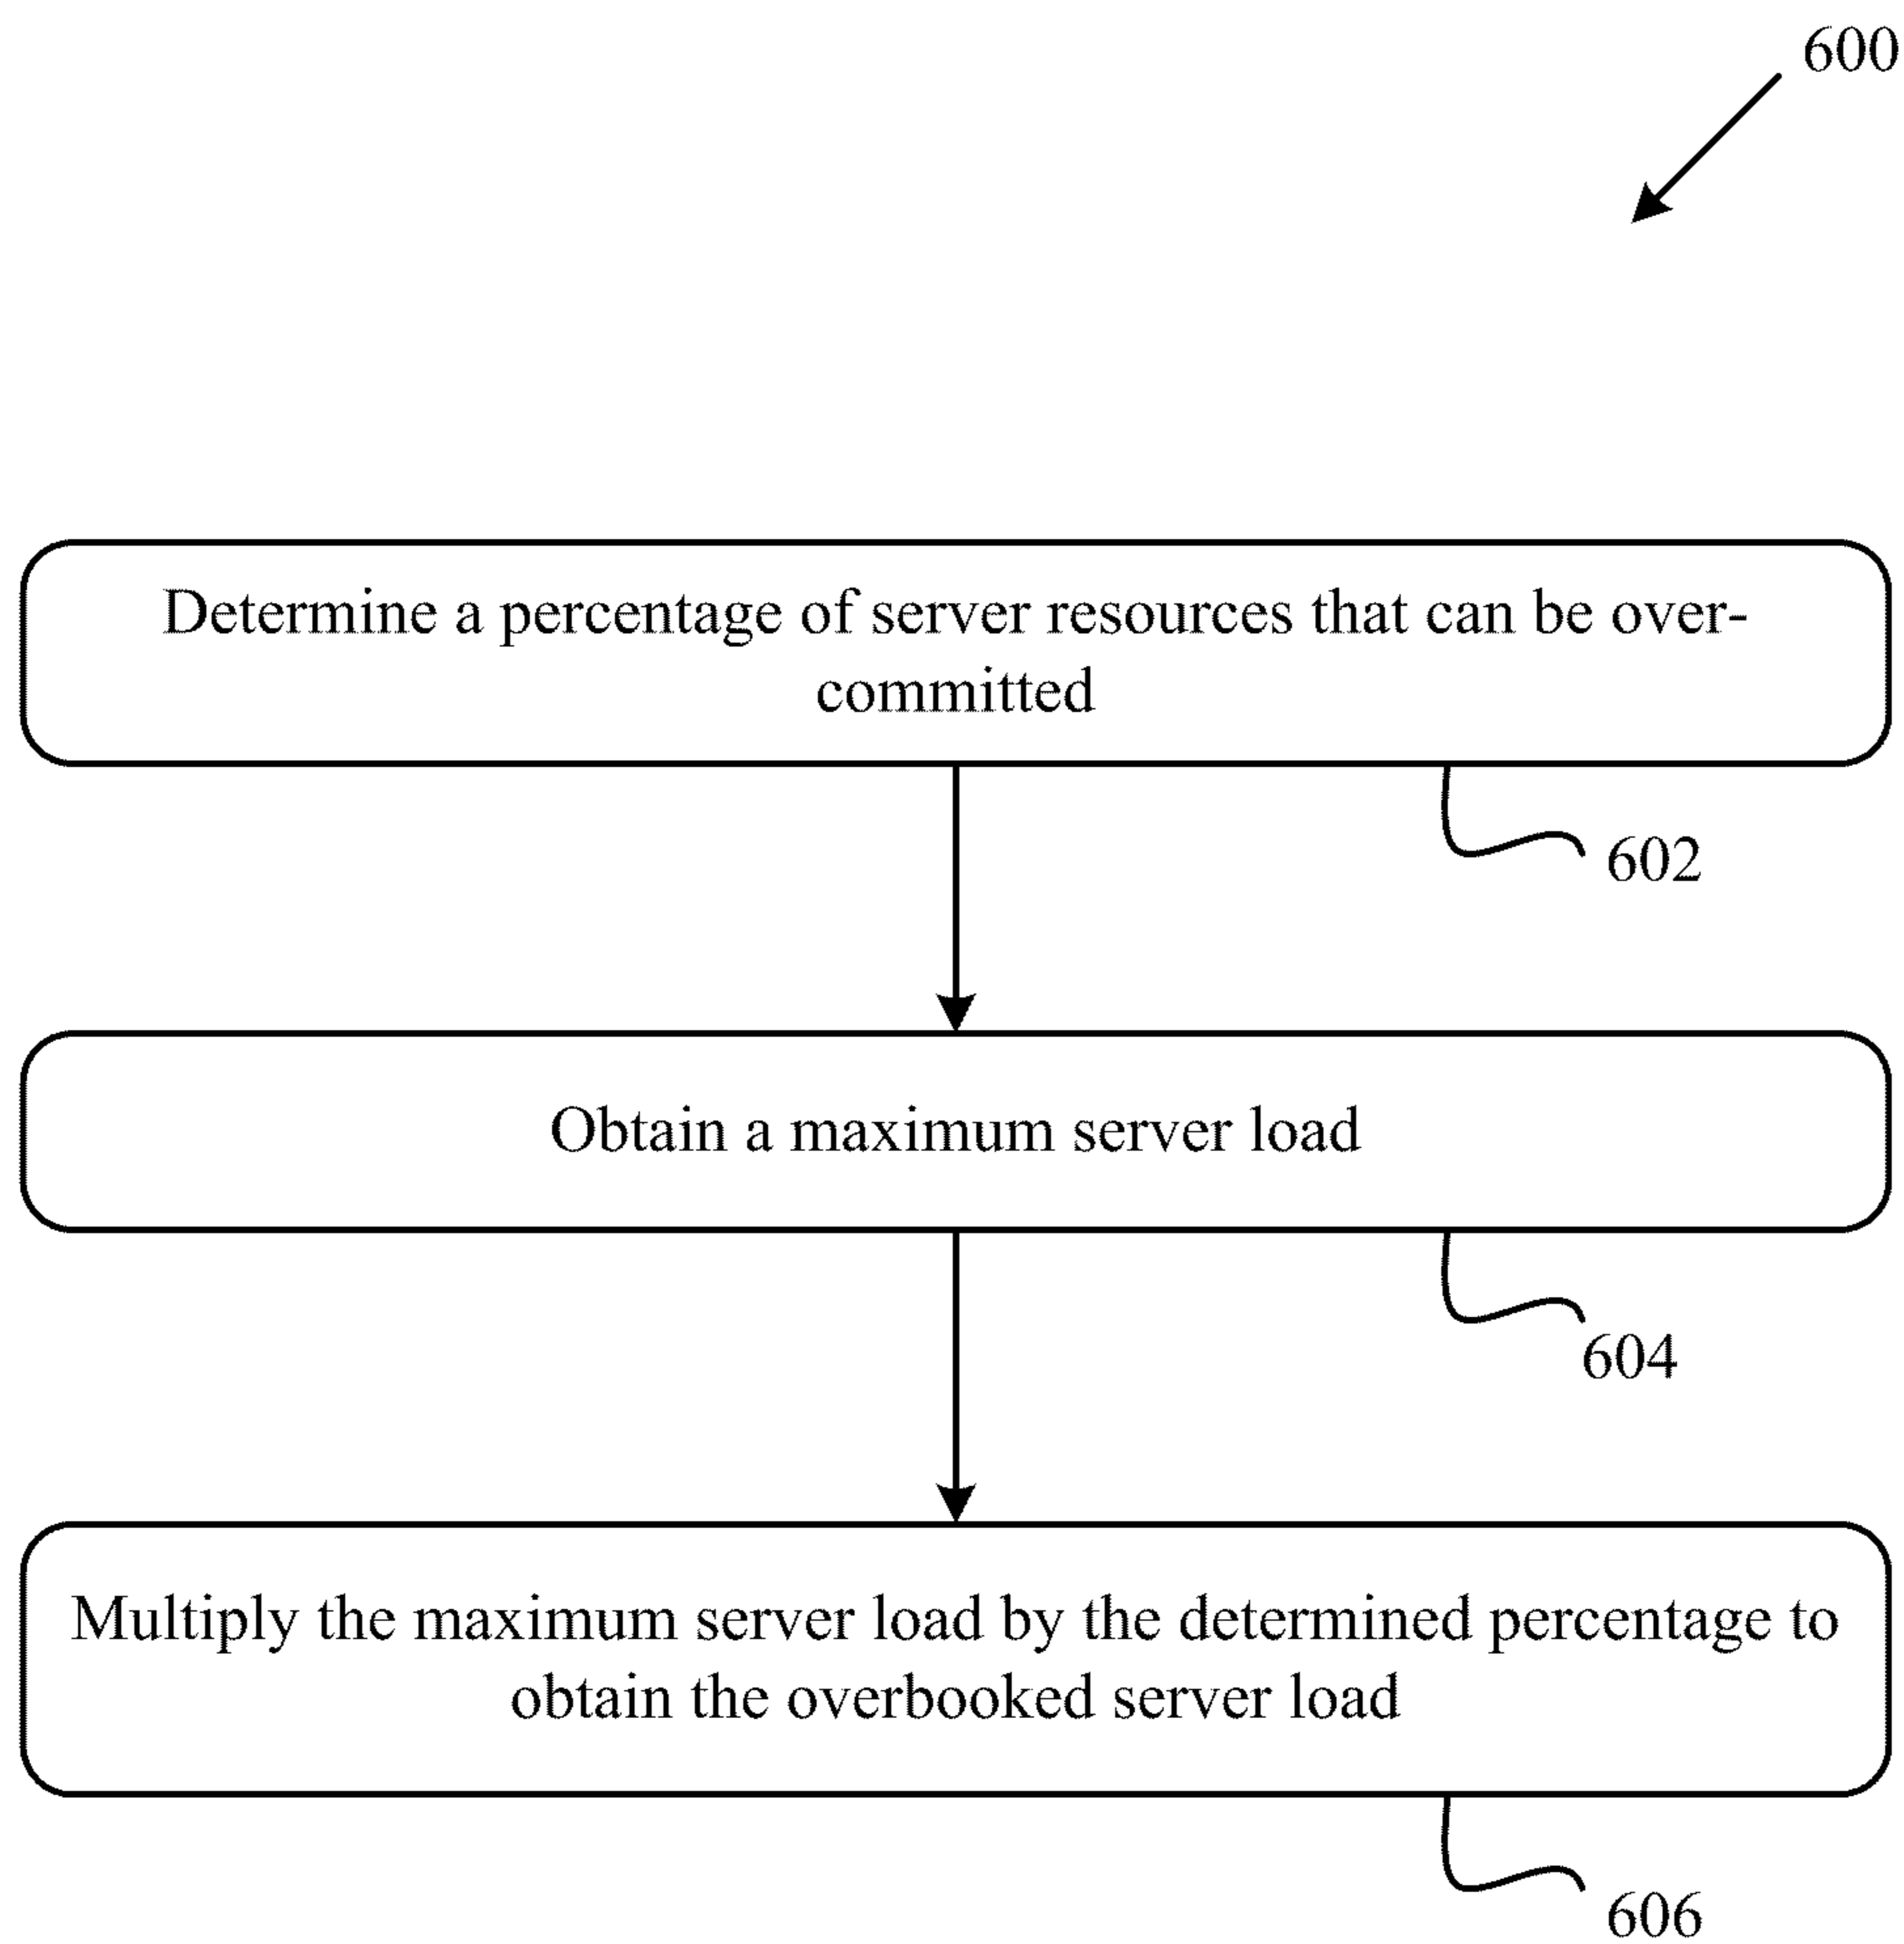 600
Determine a percentage of server resources that can be over-
committed
602
Obtain a maximum server load
604
Multiply the maximum server load by the determined percentage to
obtain the overbooked server load
606